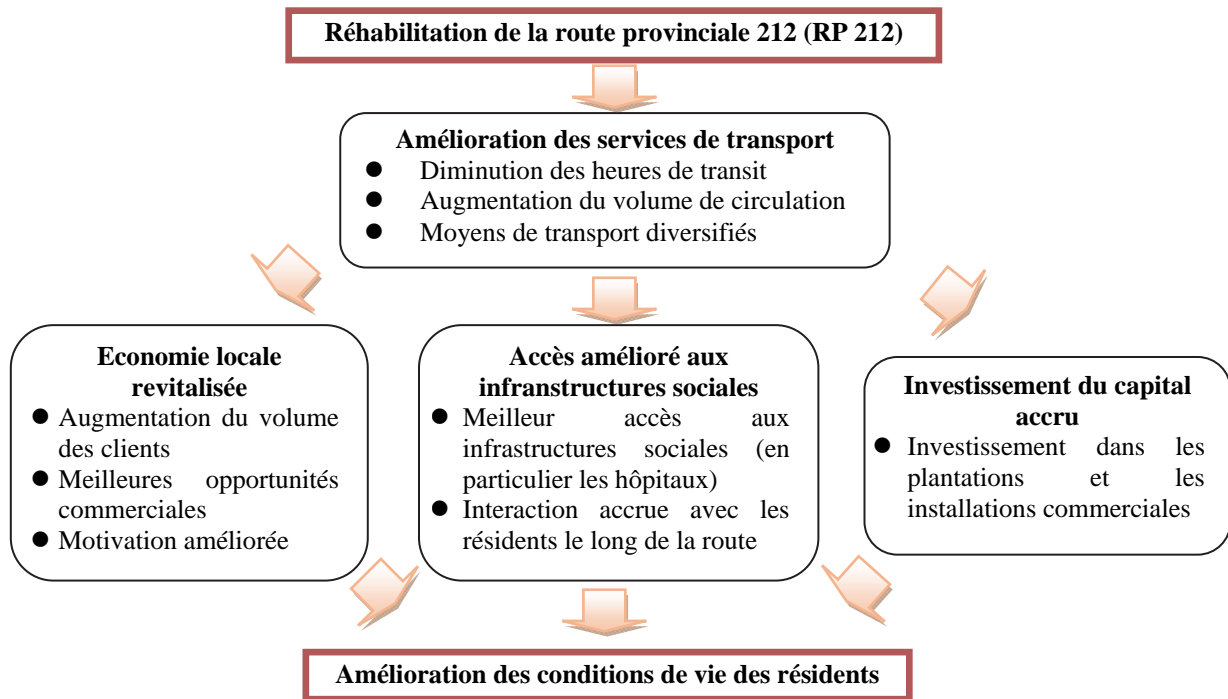 Réhabilitation de la route provinciale 212 (RP 212)
Amélioration des services de transport
● Diminution des heures de transit
● Augmentation du volume de circulation
● Moyens de transport diversifiés
Economie locale
revitalisée
● Augmentation du volume
des clients
● Meilleures opportunités
commerciales
● Motivation améliorée
Accès amélioré aux
infranstructures sociales
● Meilleur accès aux
infrastructures sociales (en
particulier les hôpitaux)
● Interaction accrue avec les
résidents le long de la route
Investissement du capital
accru
● Investissement dans les
plantations et les
installations commerciales
Amélioration des conditions de vie des résidents